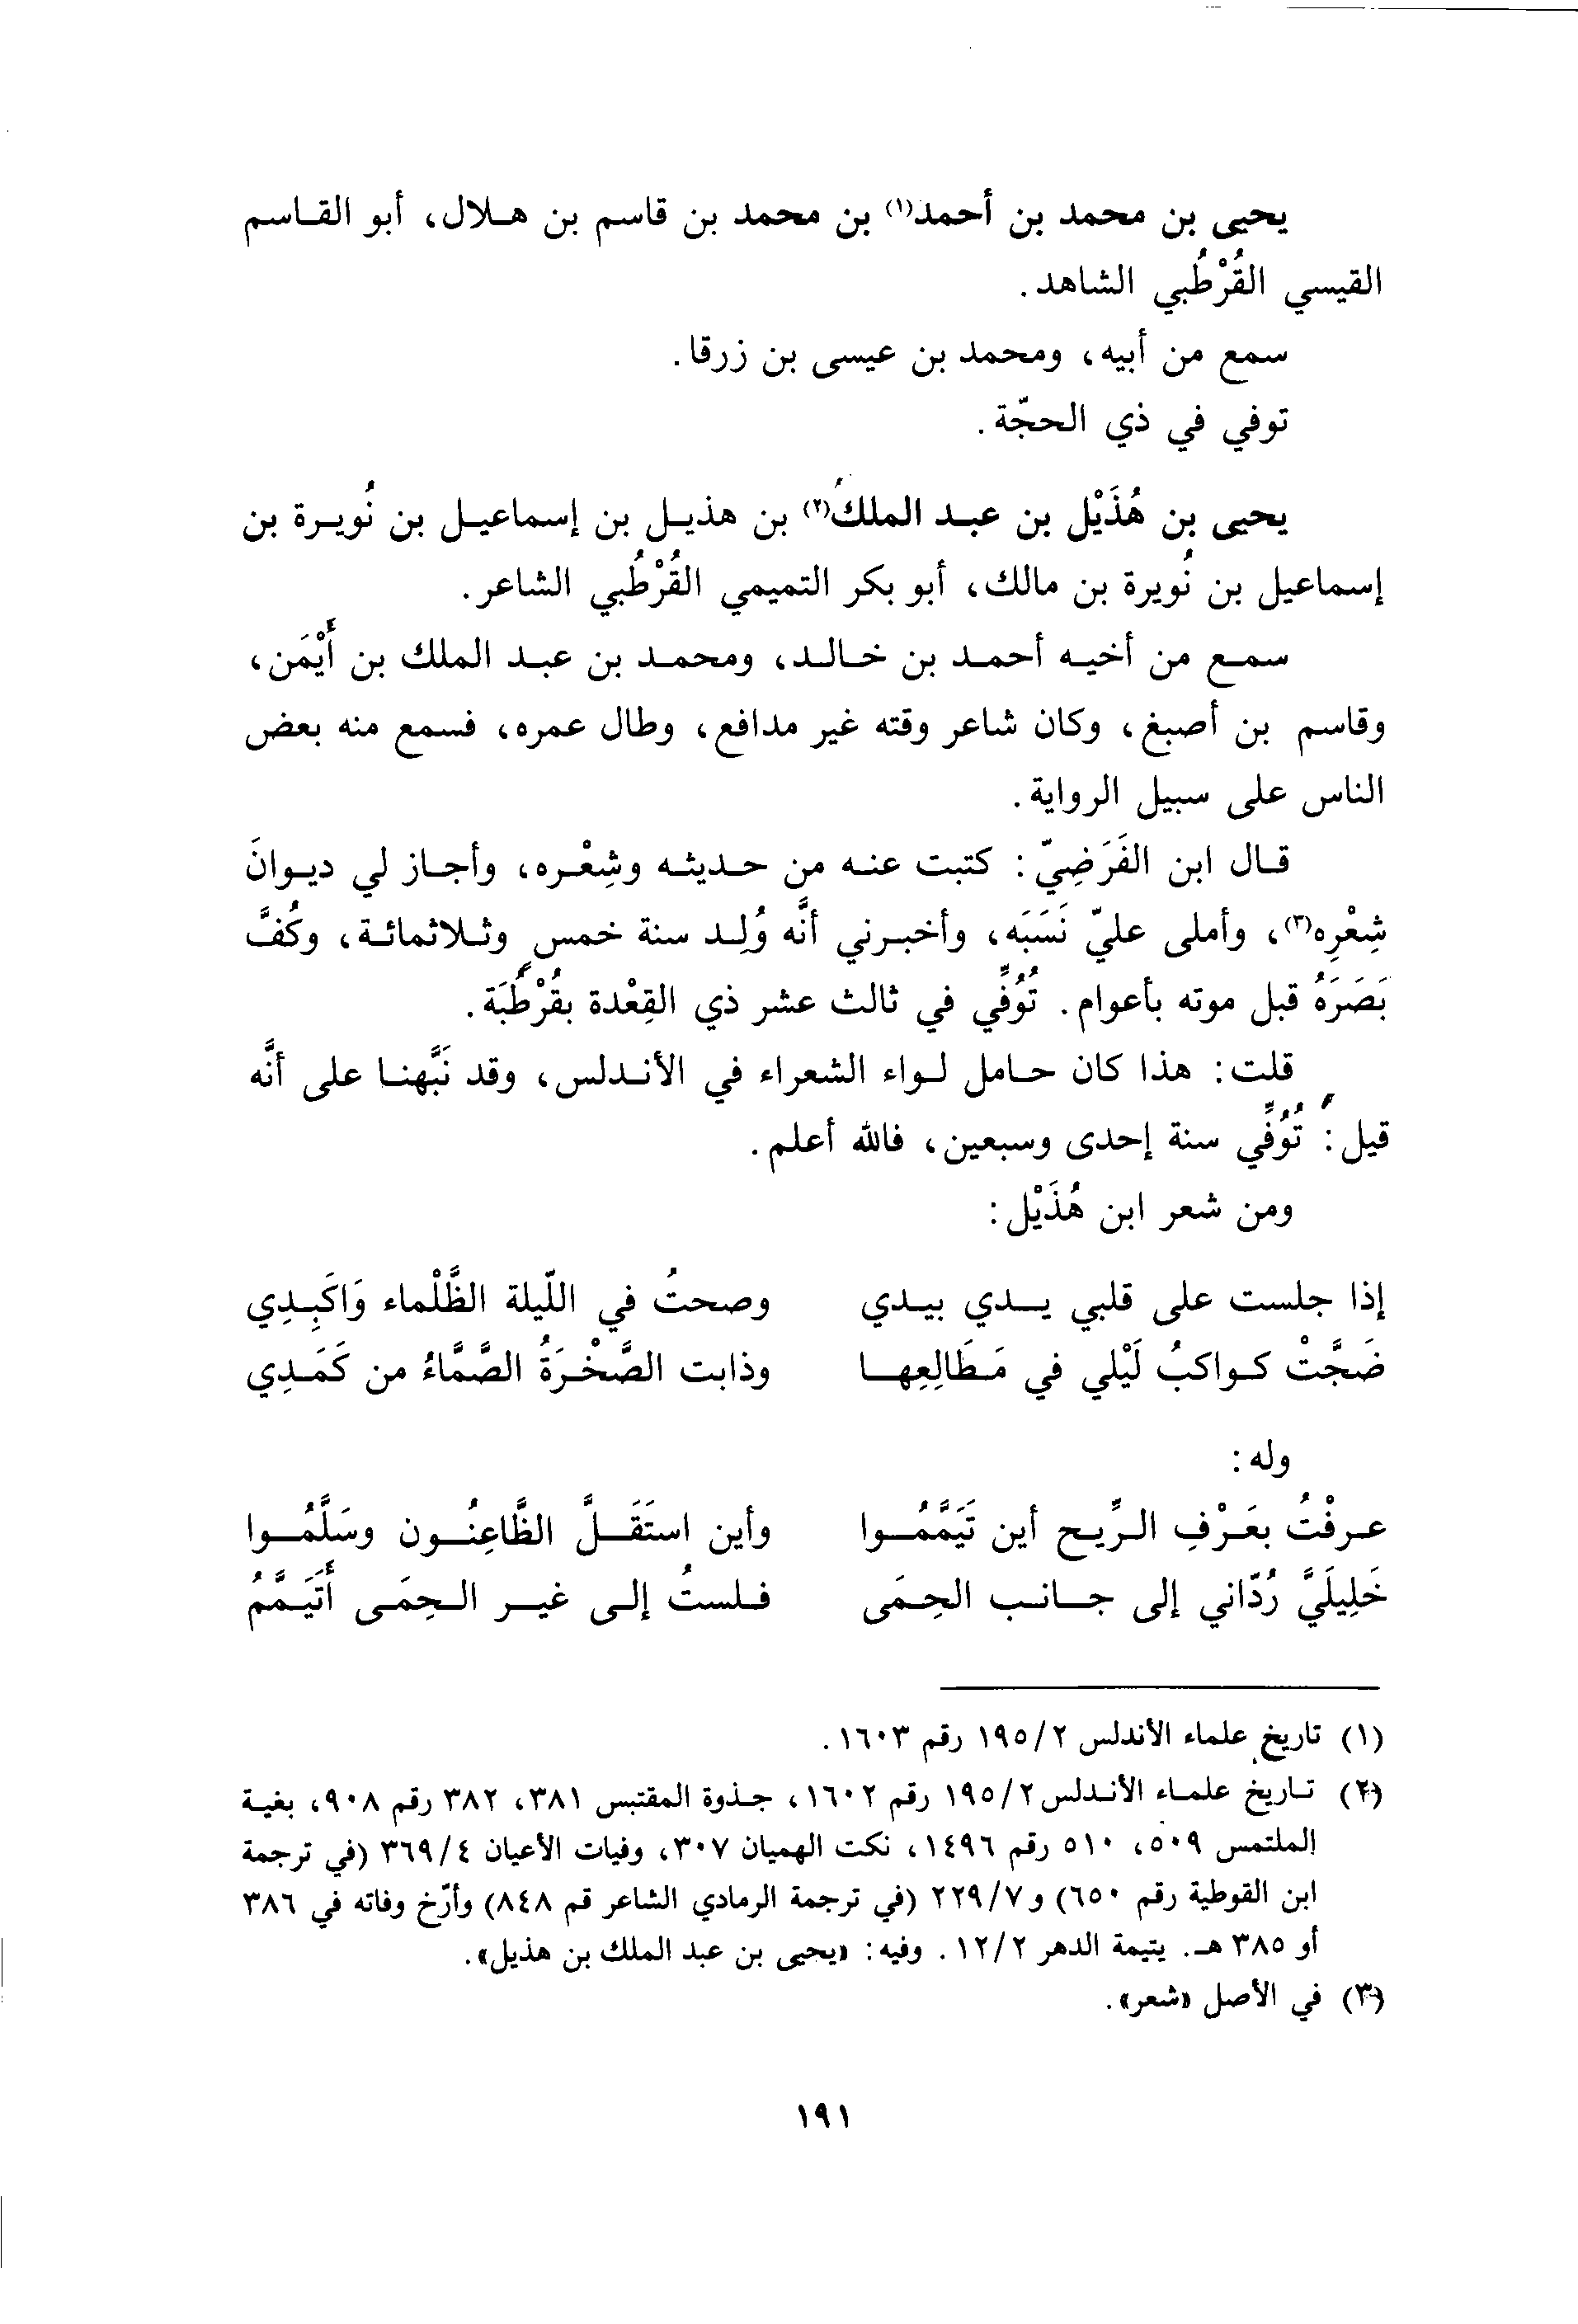 يحيى بن محمد بن أحمد(١) بن محمد بن قاسم بن هلال، أبو القاسم
القيسي القُرْطُبي الشاهد.
سمع من أبيه، ومحمد بن عيسى بن زرقا.
توفي في ذي الحجّة.
يحيى بن هُذَيْل بن عبد الملك(٢) بن هذيل بن إسماعيل بن نُويرة بن
إسماعيل بن نُويرة بن مالك، أبو بكر التميمي القُرْطُبي الشاعر.
سمع من أخيه أحمد بن خالد، ومحمد بن عبد الملك بن أَيْمَن،
وقاسم بن أصبغ، وكان شاعر وقته غير مدافع، وطال عمره، فسمع منه بعض
الناس على سبيل الرواية.
قال ابن الفَرَضِيّ: كتبت عنه من حديثه وشِعْره، وأجاز لي ديوانَ
شِعْرِه(٣)، وأملى عليّ نَسَبَه، وأخبرني أنَّه وُلِد سنة خمسٍ وثلاثمائة، وكُفَّ
بَصَرَهُ قبل موته بأعوام. تُوُفِّي في ثالث عشر ذي القِعْدة بقُرْطُبَة.
قلت: هذا كان حامل لواء الشعراء في الأندلس، وقد نَبَّهنا على أنَّه
قيل: تُوُفِّي سنة إحدى وسبعين، فالله أعلم.
ومن شعر ابن هُذَيْل:
إذا جلست على قلبي يدي بيدي وصحتُ في اللّيلة الظَّلْماء وَاكَبِدِي
ضَجَّتْ كواكبُ لَيْلي في مَطَالِعِها وذابت الصَّخْرَةُ الصَّمَّاءُ من كَمَدِي
وله:
عرفْتُ بعَرْفِ الرِّيح أين تَيَمَّمُوا وأين استَقَلَّ الظَّاعِنُون وسَلَّمُوا
خَلِيلَيَّ رُدّاني إلى جانب الحِمَى فلستُ إلى غير الحِمَى أَتَيَمَّمُ
(١) تاريخ علماء الأندلس ١٩٥/٢ رقم ١٦٠٣.
(٢) تاريخ علماء الأندلس ١٩٥/٢ رقم ١٦٠٢، جذوة المقتبس ٣٨١، ٣٨٢ رقم ٩٠٨، بغية
الملتمس ٥٠٩، ٥١٠ رقم ١٤٩٦، نكت الهميان ٣٠٧، وفيات الأعيان ٣٦٩/٤ (في ترجمة
ابن القوطية رقم ٦٥٠) و٢٢٩/٧ (في ترجمة الرمادي الشاعر قم ٨٤٨) وأرّخ وفاته في ٣٨٦
أو ٣٨٥ هـ. يتيمة الدهر ١٢/٢. وفيه: «يحيى بن عبد الملك بن هذيل».
(٣) في الأصل «شعر».
١٩١